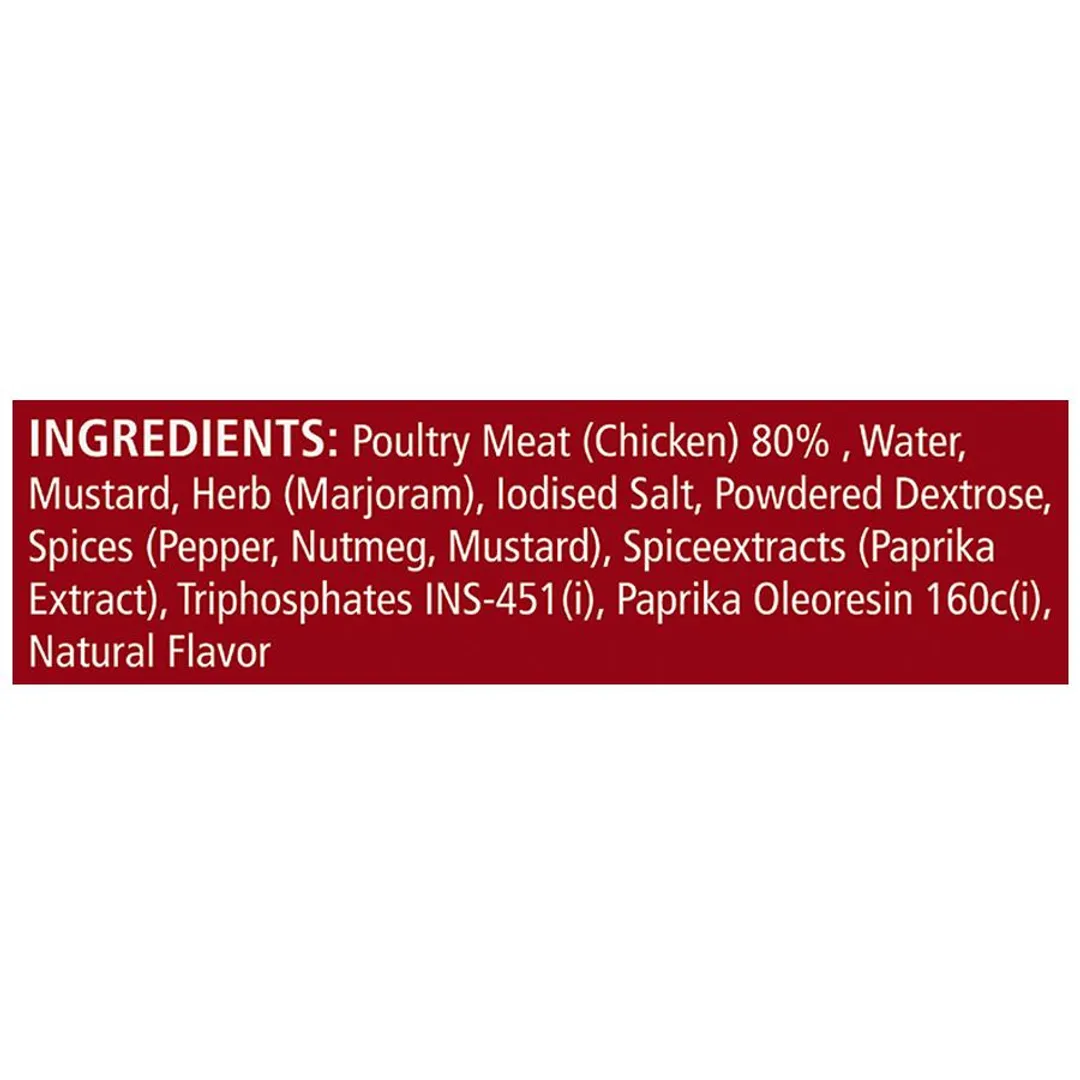 INGREDIENTS: Poultry Meat (Chicken) 80% , Water,
Mustard, Herb (Marjoram), Iodised Salt, Powdered Dextrose,
Spices (Pepper, Nutmeg, Mustard), Spiceextracts (Paprika
Extract), Triphosphates INS-451(i), Paprika Oleoresin 160c(i),
Natural Flavor